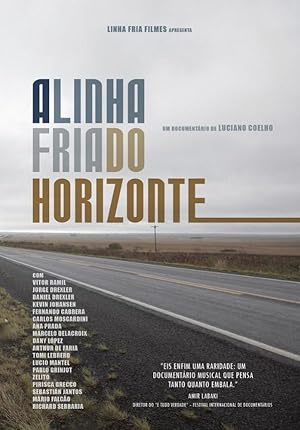 LINHA FRIA FILMES APRESENTA
A LINHA
FRIA DO
HORIZONTE
UM DOCUMENTÁRIO DE LUCIANO COELHO
COM
VITOR RAMIL
JORGE DREXLER
DANIEL DREXLER
KEVIN JOHANSEN
FERNANDO CABRERA
CARLOS MOSCARDINI
ANA PRADA
MARCELO DELACROIX
DANY LÓPEZ
ARTHUR DE FARIA
TOMI LEBRERO
LUCIO MANTEL
PABLO GRINJOT
ZELITO
PIRISCA GRECCO
SEBASTIÁN JANTOS
MARIO FALCÃO
RICHARD SERRARIA
"EIS ENFIM UMA RARIDADE: UM
DOCUMENTÁRIO MUSICAL QUE PENSA
TANTO QUANTO EMBALA."
AMIR LABAKI
DIRETOR DO "É TUDO VERDADE" - FESTIVAL INTERNACIONAL DE DOCUMENTÁRIOS